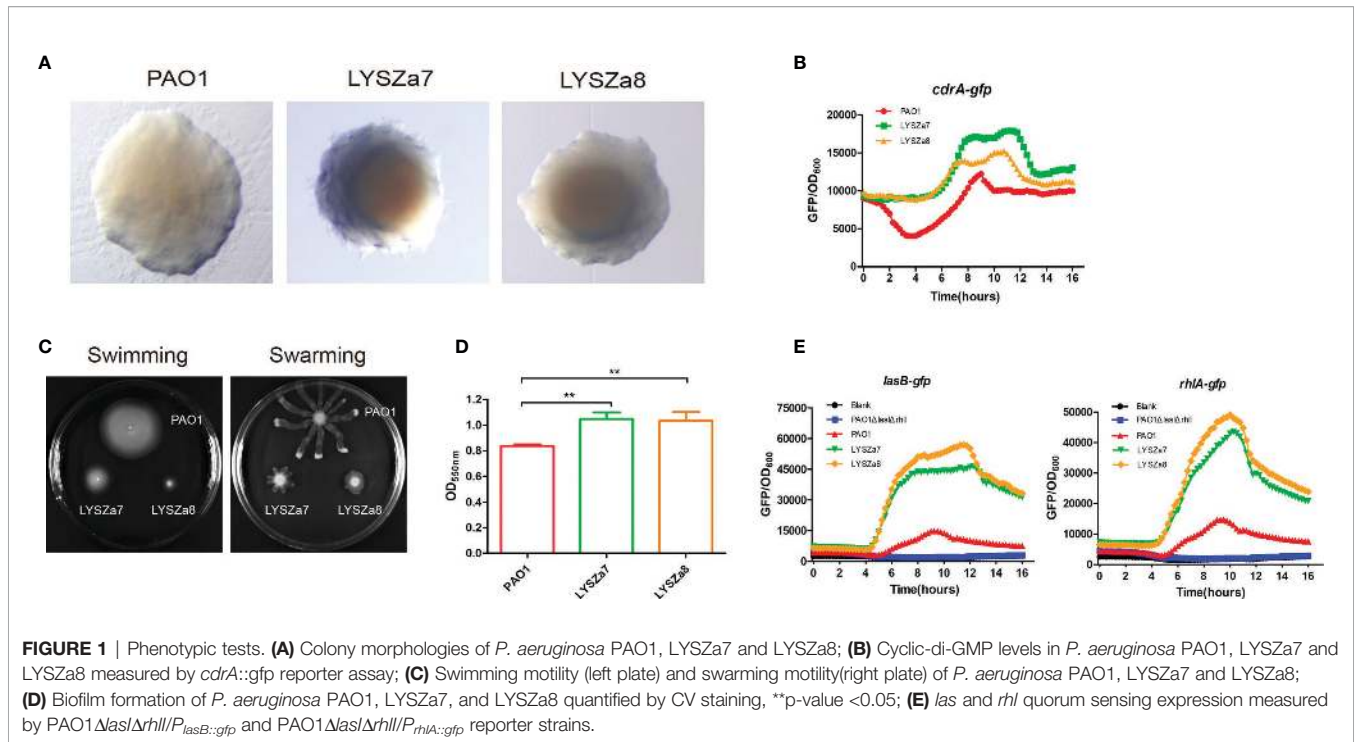 A
PAO1
LYSZa7
LYSZa8
B
cdrA-gfp
PAO1
LYSZa7
LYSZa8
20000
15000
10000
5000
0
GFP/OD600
0 2 4 6 8 10 12 14 16
Time(hours)
C
Swimming
Swarming
PAO1
LYSZa7
LYSZa8
PAO1
LYSZa7
LYSZa8
D
**
**
1.2
1.0
0.8
0.6
0.4
0.2
0.0
OD550nm
PAO1
LYSZa7
LYSZa8
E
lasB-gfp
Blank
PAO1ΔlasIΔrhlI
PAO1
LYSZa7
LYSZa8
75000
60000
45000
30000
15000
0
GFP/OD600
0 2 4 6 8 10 12 14 16
Time(hours)
rhlA-gfp
Blank
PAO1ΔlasIΔrhlI
PAO1
LYSZa7
LYSZa8
50000
40000
30000
20000
10000
0
GFP/OD600
0 2 4 6 8 10 12 14 16
Time(hours)
FIGURE 1 | Phenotypic tests. (A) Colony morphologies of P. aeruginosa PAO1, LYSZa7 and LYSZa8; (B) Cyclic-di-GMP levels in P. aeruginosa PAO1, LYSZa7 and
LYSZa8 measured by cdrA::gfp reporter assay; (C) Swimming motility (left plate) and swarming motility(right plate) of P. aeruginosa PAO1, LYSZa7 and LYSZa8;
(D) Biofilm formation of P. aeruginosa PAO1, LYSZa7, and LYSZa8 quantified by CV staining, **p-value <0.05; (E) las and rhl quorum sensing expression measured
by PAO1ΔlasIΔrhlI/PlasB::gfp and PAO1ΔlasIΔrhlI/PrhlA::gfp reporter strains.